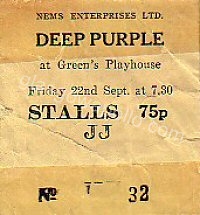 NEMS ENTERPRISES LTD.
DEEP PURPLE
at Green's Playhouse
Friday 22nd Sept. at 7.30
STALLS 75p
JJ
No 32